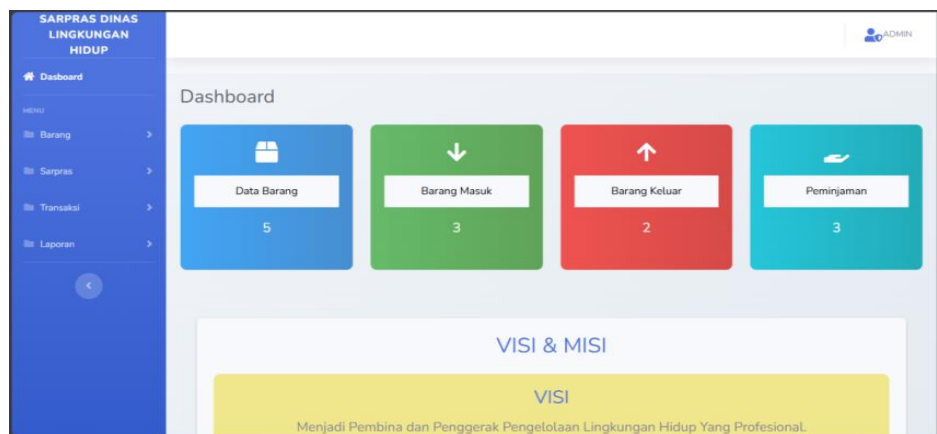 SARPRAS DINAS
LINGKUNGAN
HIDUP
ADMIN
Dasboard
MENU
Barang
Sarpras
Transaksi
Laporan
Dashboard
Data Barang
5
Barang Masuk
3
Barang Keluar
2
Peminjaman
3
VISI & MISI
VISI
Menjadi Pembina dan Penggerak Pengelolaan Lingkungan Hidup Yang Profesional.